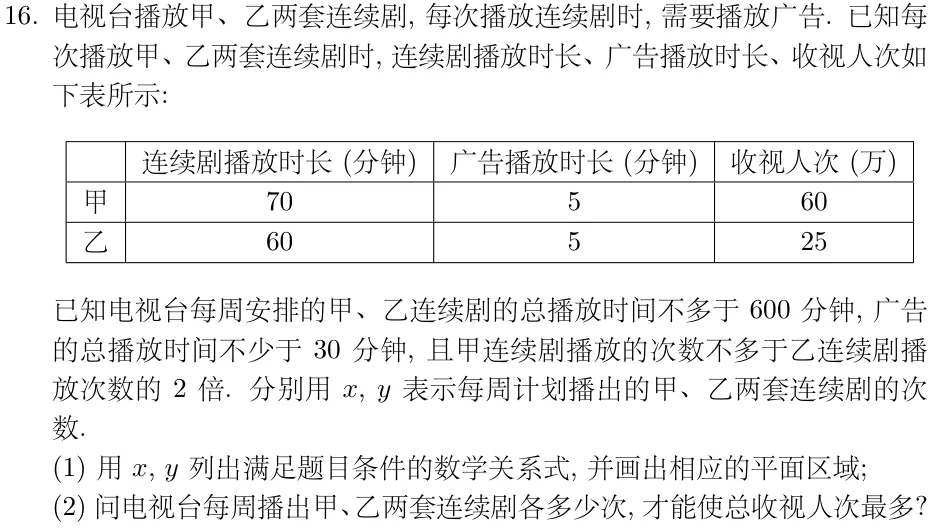 16. 电视台播放甲、乙两套连续剧, 每次播放连续剧时, 需要播放广告. 已知每
次播放甲、乙两套连续剧时, 连续剧播放时长、广告播放时长、收视人次如
下表所示:
连续剧播放时长 (分钟) 广告播放时长 (分钟) 收视人次 (万)
甲 70 5 60
乙 60 5 25
已知电视台每周安排的甲、乙连续剧的总播放时间不多于 600 分钟, 广告
的总播放时间不少于 30 分钟, 且甲连续剧播放的次数不多于乙连续剧播
放次数的 2 倍. 分别用 x, y 表示每周计划播出的甲、乙两套连续剧的次
数.
(1) 用 x, y 列出满足题目条件的数学关系式, 并画出相应的平面区域;
(2) 问电视台每周播出甲、乙两套连续剧各多少次, 才能使总收视人次最多?